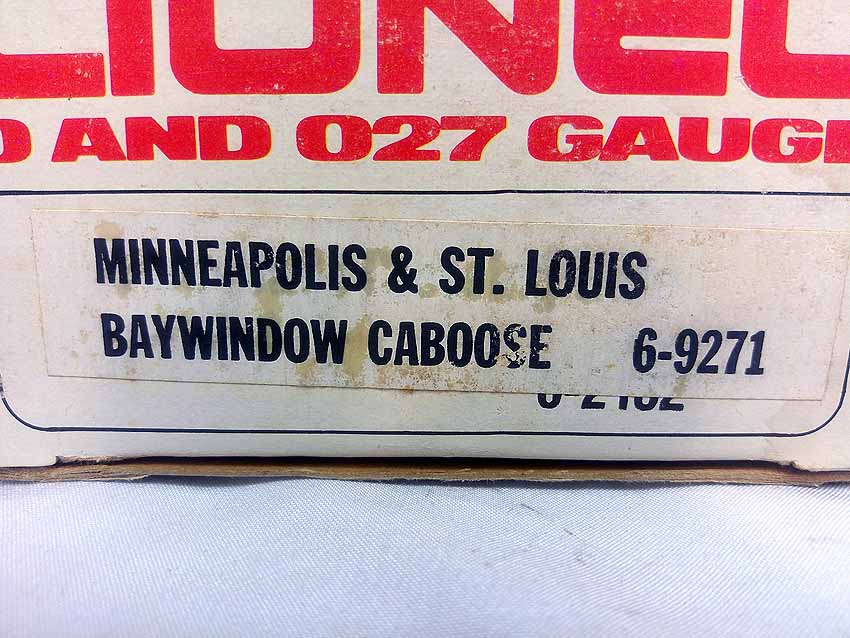 LIONEL
O AND 027 GAUGE
MINNEAPOLIS & ST. LOUIS
BAYWINDOW CABOOSE 6-9271